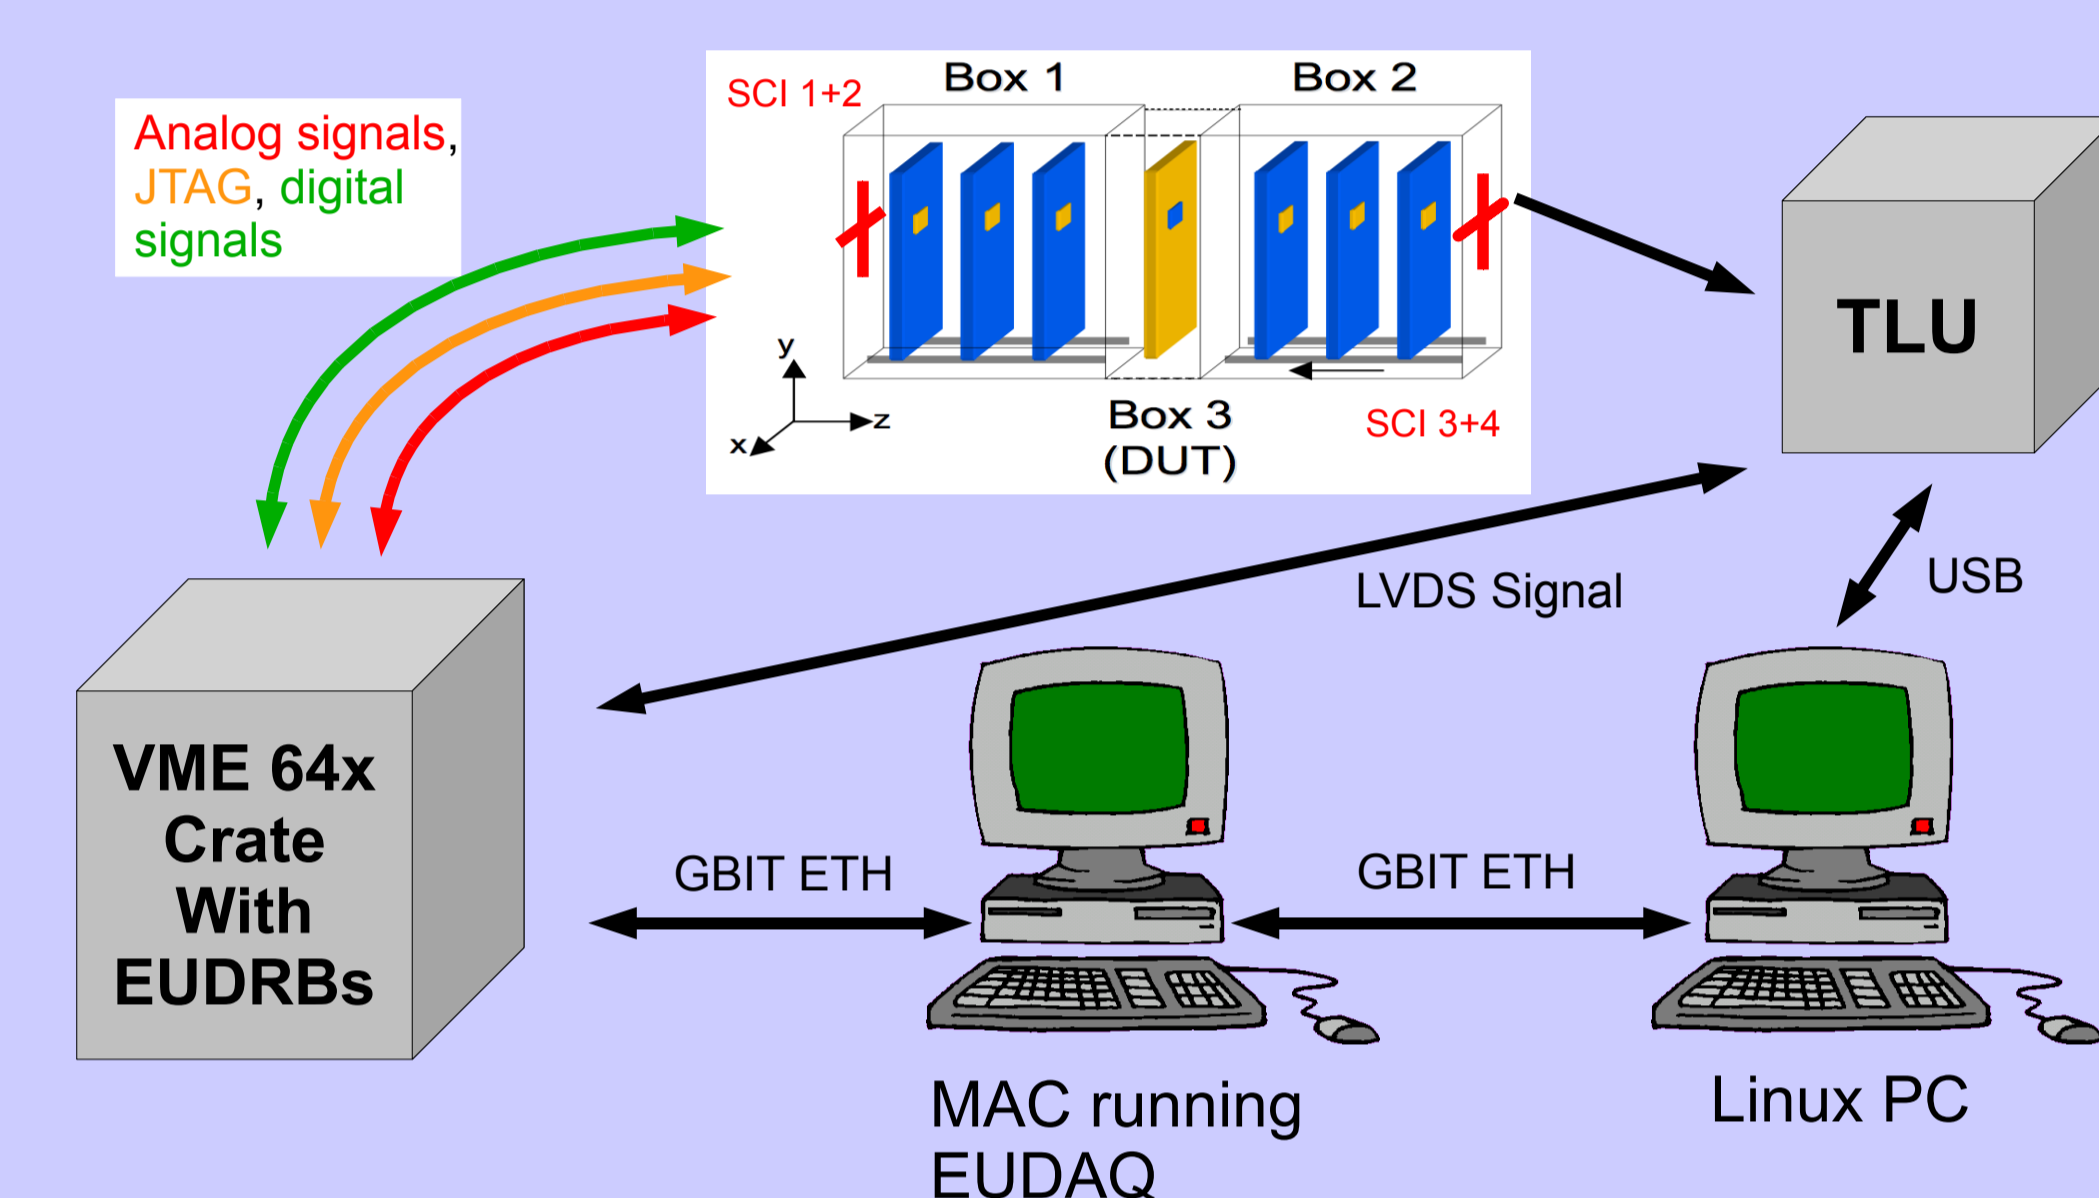 Analog signals,
JTAG, digital
signals
SCI 1+2
Box 1
Box 2
y
z
x
Box 3
(DUT)
SCI 3+4
TLU
LVDS Signal
USB
VME 64x
Crate
With
EUDRBs
GBIT ETH
GBIT ETH
MAC running
EUDAQ
Linux PC